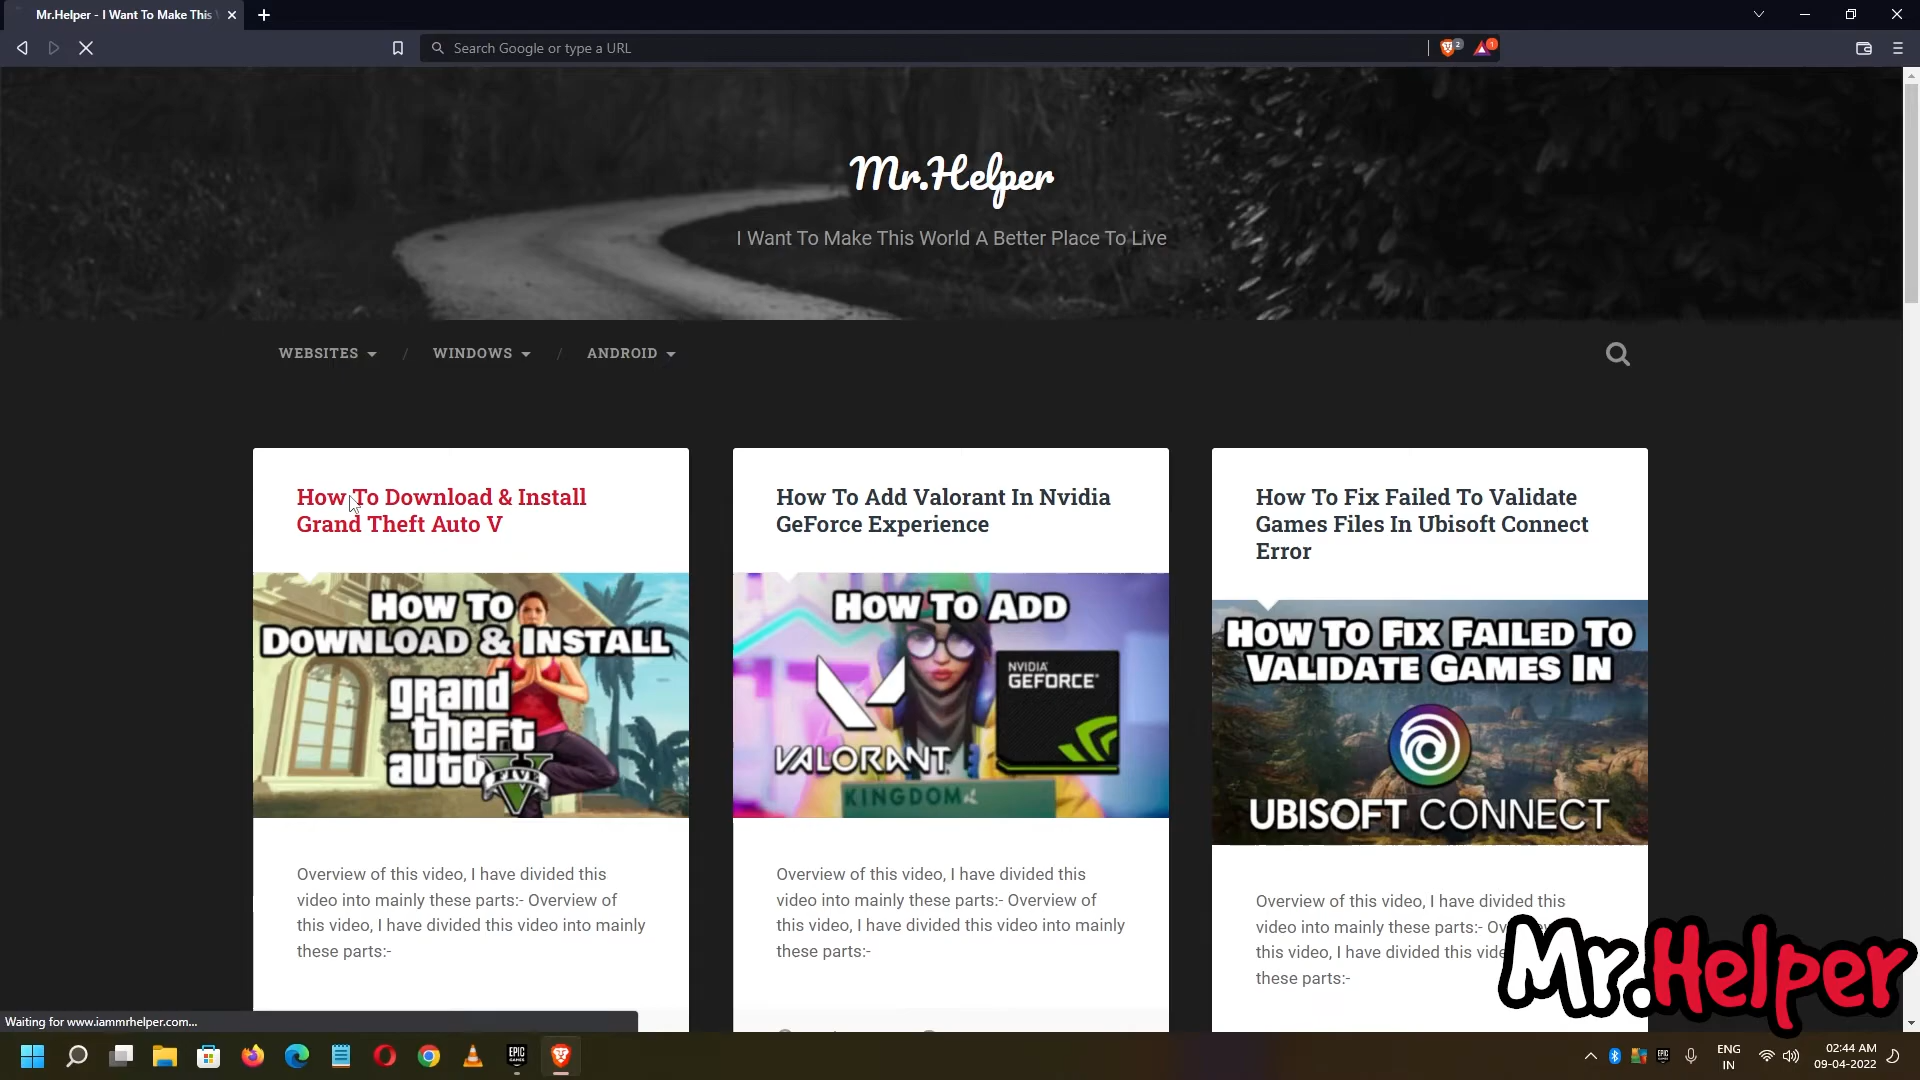 Mr.Helper - I Want To Make This
Search Google or type a URL
2
1
Mr.Helper
I Want To Make This World A Better Place To Live
WEBSITES / WINDOWS / ANDROID
How To Download & Install
Grand Theft Auto V
How To
Download & Install
grand
theft
auto
FIVE
Overview of this video, I have divided this
video into mainly these parts:- Overview of
this video, I have divided this video into mainly
these parts:-
How To Add Valorant In Nvidia
GeForce Experience
How To Add
NVIDIA
GEFORCE
VALORANT
KINGDOM
Overview of this video, I have divided this
video into mainly these parts:- Overview of
this video, I have divided this video into mainly
these parts:-
How To Fix Failed To Validate
Games Files In Ubisoft Connect
Error
How To Fix Failed To
Validate Games In
UBISOFT CONNECT
Overview of this video, I have divided this
video into mainly these parts:-
this video, I have divided this
these parts:-
Mr.Helper
Waiting for www.iammrhelper.com...
EPIC
GAMES
EPIC
ENG
IN
02:44 AM
09-04-2022